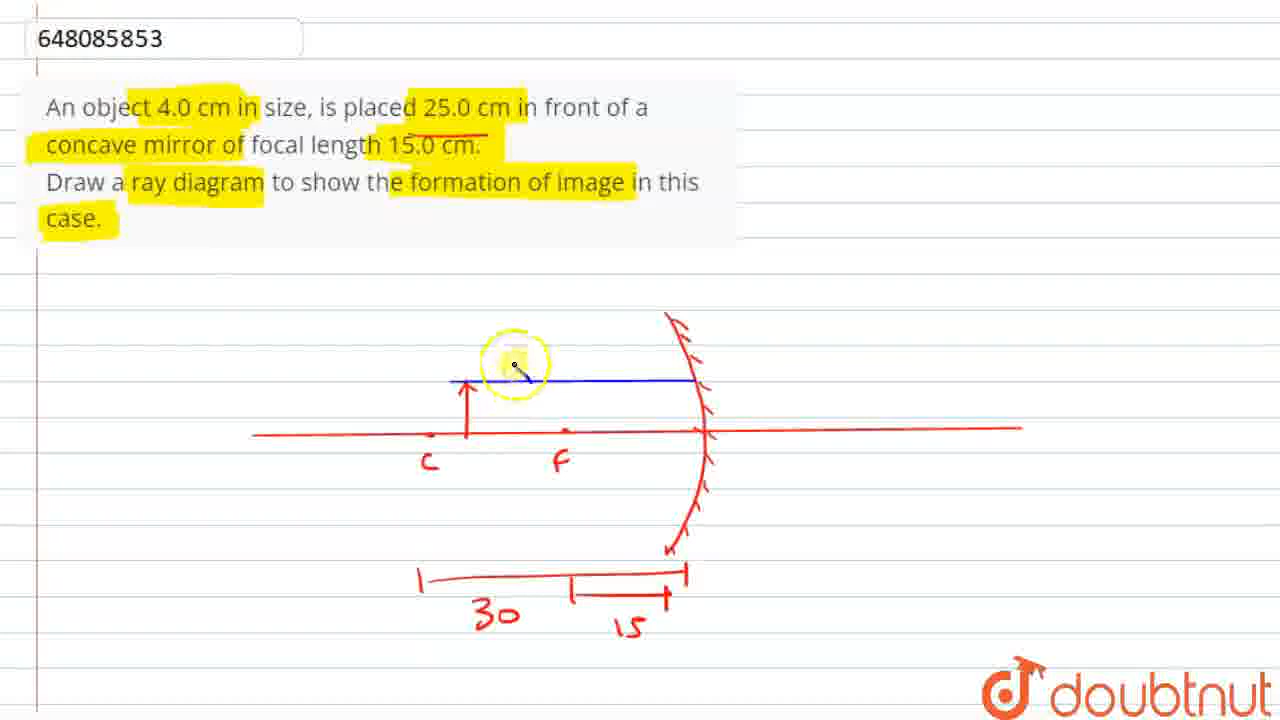 648085853
An object 4.0 cm in size, is placed 25.0 cm in front of a
concave mirror of focal length 15.0 cm.
Draw a ray diagram to show the formation of image in this
case.
C F
30
15
doubtnut